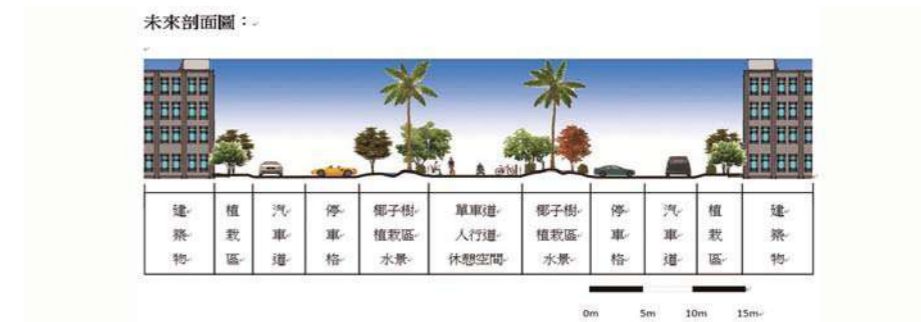 未來剖面圖：
建 植 汽 停 椰子樹 單車道 椰子樹 停 汽 植 建
築 栽 車 車 植栽區 人行道 植栽區 車 車 栽 築
物 區 道 格 水景 休憩空間 水景 格 道 區 物
0m 5m 10m 15m